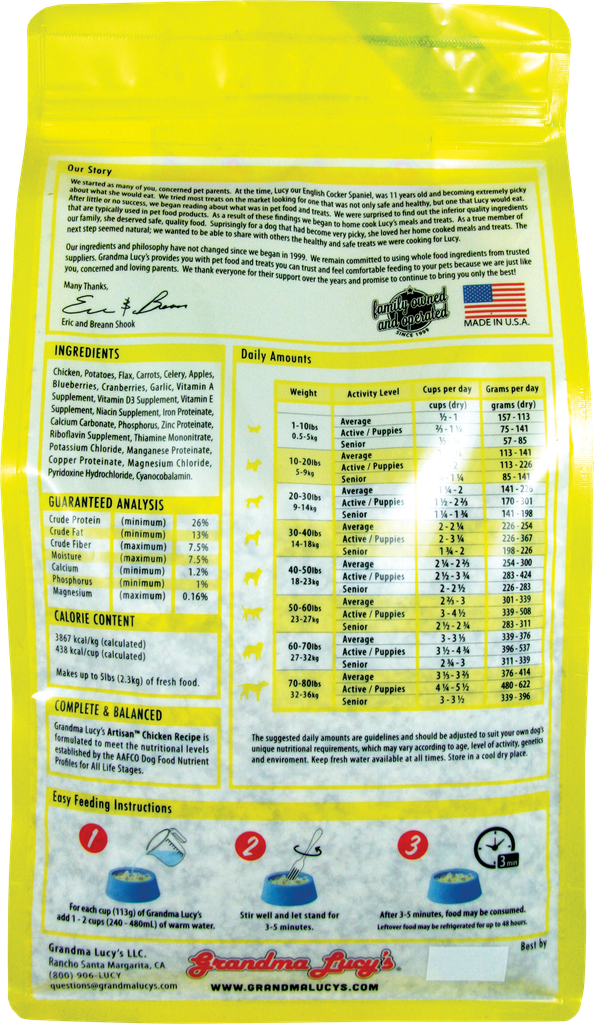 Our Story
We started as many of you, concerned pet parents. At the time, Lucy our English Cocker Spaniel, was 11 years old and becoming extremely picky
about what she would eat. We tried most treats on the market looking for one that was not only safe and healthy, but one that Lucy would eat.
After little or no success, we began reading about what was in pet food and treats. We were surprised to find out the inferior quality ingredients
that are typically used in pet food products. As a result of these findings we began to home cook Lucy's meals and treats. As a true member of
our family, she deserved safe, quality food. Suprisingly for a dog that had become very picky, she loved her home cooked meals and treats. The
next step seemed natural; we wanted to be able to share with others the healthy and safe treats we were cooking for Lucy.
Our ingredients and philosophy have not changed since we began in 1999. We remain committed to using whole food ingredients from trusted
suppliers. Grandma Lucy's provides you with pet food and treats you can trust and feel comfortable feeding to your pets because we are just like
you, concerned and loving parents. We thank everyone for their support over the years and promise to continue to bring you only the best!
Many Thanks,
Eric & Breann
Eric and Breann Shook
family owned
and operated
SINCE 1999
MADE IN U.S.A.
INGREDIENTS
Chicken, Potatoes, Flax, Carrots, Celery, Apples,
Blueberries, Cranberries, Garlic, Vitamin A
Supplement, Vitamin D3 Supplement, Vitamin E
Supplement, Niacin Supplement, Iron Proteinate,
Calcium Carbonate, Phosphorus, Zinc Proteinate,
Riboflavin Supplement, Thiamine Mononitrate,
Potassium Chloride, Manganese Proteinate,
Copper Proteinate, Magnesium Chloride,
Pyridoxine Hydrochloride, Cyanocobalamin.
GUARANTEED ANALYSIS
Crude Protein (minimum) 26%
Crude Fat (minimum) 13%
Crude Fiber (maximum) 7.5%
Moisture (maximum) 7.5%
Calcium (minimum) 1.2%
Phosphorus (minimum) 1%
Magnesium (maximum) 0.16%
CALORIE CONTENT
3867 kcal/kg (calculated)
438 kcal/cup (calculated)
Makes up to 5lbs (2.3kg) of fresh food.
COMPLETE & BALANCED
Grandma Lucy's Artisan™ Chicken Recipe is
formulated to meet the nutritional levels
established by the AAFCO Dog Food Nutrient
Profiles for All Life Stages.
Daily Amounts
Weight Activity Level Cups per day Grams per day
cups (dry) grams (dry)
1-10lbs 0.5-5kg
Average ½ - 1 157 - 113
Active / Puppies ⅔ - 1 ½ 75 - 141
Senior 57 - 85
10-20lbs 5-9kg
Average 113 - 141
Active / Puppies 2 113 - 226
Senior 1 ¼ 85 - 141
20-30lbs 9-14kg
Average 1 ¼ - 2 141 - 226
Active / Puppies 1 ½ - 2 ⅔ 170 - 301
Senior 1 ¼ - 1 ¾ 141 - 198
30-40lbs 14-18kg
Average 2 - 2 ¼ 226 - 254
Active / Puppies 2 - 3 ¼ 226 - 367
Senior 1 ¾ - 2 198 - 226
40-50lbs 18-23kg
Average 2 ¼ - 2 ⅔ 254 - 300
Active / Puppies 2 ½ - 3 ¾ 283 - 424
Senior 2 - 2 ½ 226 - 283
50-60lbs 23-27kg
Average 2 ⅔ - 3 301 - 339
Active / Puppies 3 - 4 ½ 339 - 508
Senior 2 ½ - 2 ¾ 283 - 311
60-70lbs 27-32kg
Average 3 - 3 ⅓ 339 - 376
Active / Puppies 3 ½ - 4 ¾ 396 - 537
Senior 2 ¾ - 3 311 - 339
70-80lbs 32-36kg
Average 3 ⅓ - 3 ⅔ 376 - 414
Active / Puppies 4 ¼ - 5 ½ 480 - 622
Senior 3 - 3 ½ 339 - 396
The suggested daily amounts are guidelines and should be adjusted to suit your own dog's
unique nutritional requirements, which may vary according to age, level of activity, genetics
and enviroment. Keep fresh water available at all times. Store in a cool dry place.
Easy Feeding Instructions
1
2
3
3 min
For each cup (113g) of Grandma Lucy's
add 1 - 2 cups (240 - 480mL) of warm water.
Stir well and let stand for
3-5 minutes.
After 3-5 minutes, food may be consumed.
Leftover food may be refrigerated for up to 48 hours.
Grandma Lucy's LLC.
Rancho Santa Margarita, CA
(800) 906-LUCY
questions@grandmalucys.com
Grandma Lucy's®
WWW.GRANDMALUCYS.COM
Best by